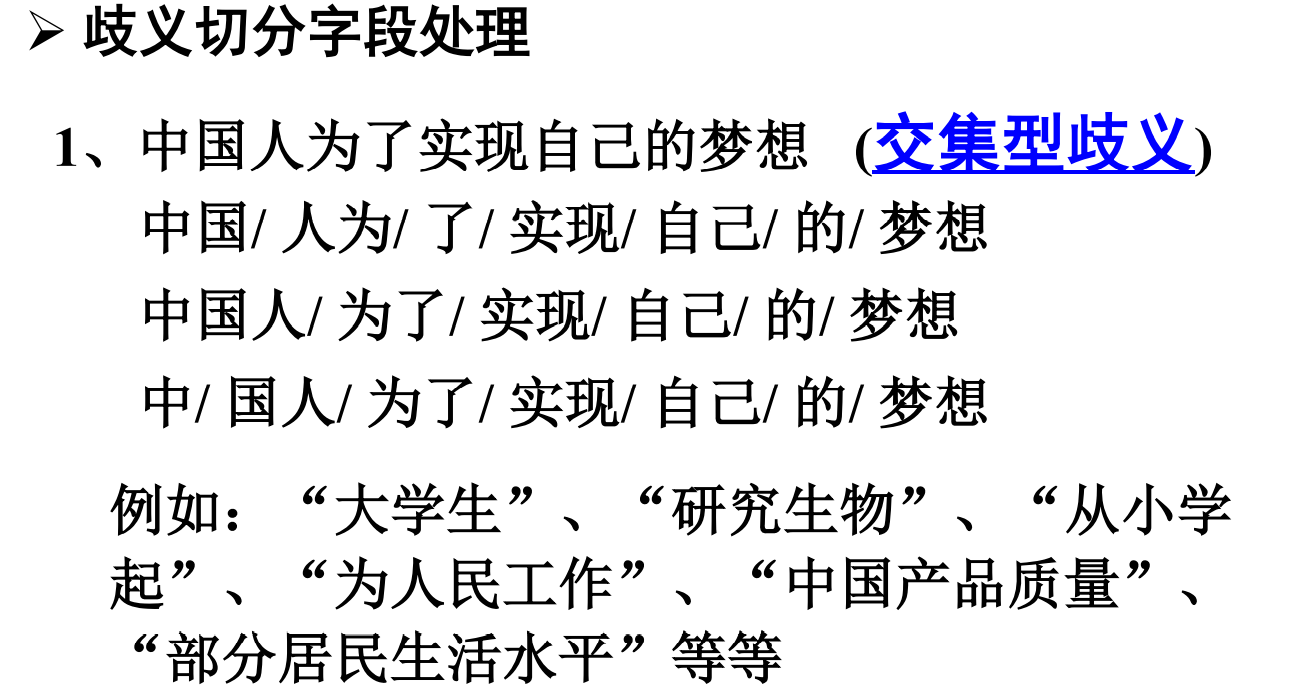 ➢ 歧义切分字段处理
1、中国人为了实现自己的梦想 (交集型歧义)
中国/ 人为/ 了/ 实现/ 自己/ 的/ 梦想
中国人/ 为了/ 实现/ 自己/ 的/ 梦想
中/ 国人/ 为了/ 实现/ 自己/ 的/ 梦想
例如：“大学生”、“研究生物”、“从小学
起”、“为人民工作”、“中国产品质量”、
“部分居民生活水平”等等